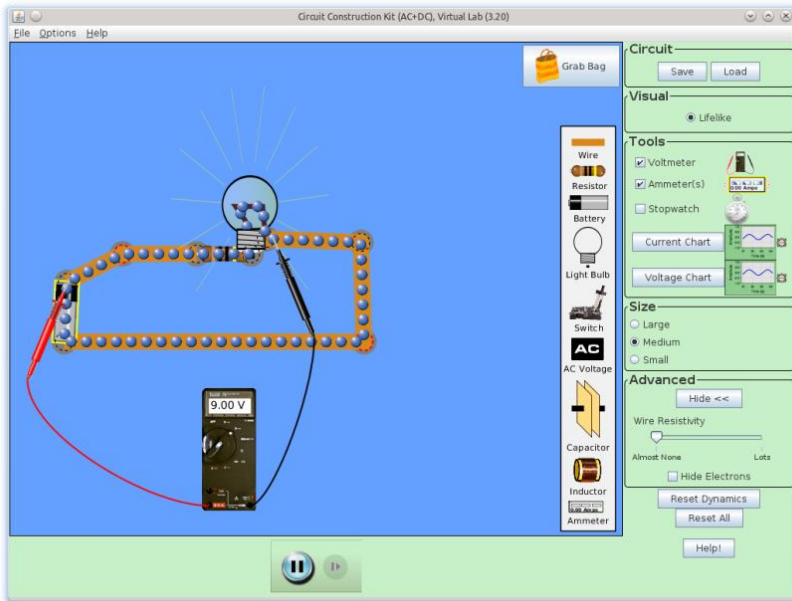 Circuit Construction Kit (AC+DC), Virtual Lab (3.20)
File Options Help
Grab Bag
Wire
Resistor
Battery
Light Bulb
Switch
AC
AC Voltage
Capacitor
Inductor
0.00 Amps
Ammeter
9.00 V
Circuit
Save Load
Visual
Lifelike
Tools
Voltmeter
Ammeter(s)
0.00 Amps
Stopwatch
Current Chart
Voltage Chart
Size
Large
Medium
Small
Advanced
Hide <<
Wire Resistivity
Almost None Lots
Hide Electrons
Reset Dynamics
Reset All
Help!